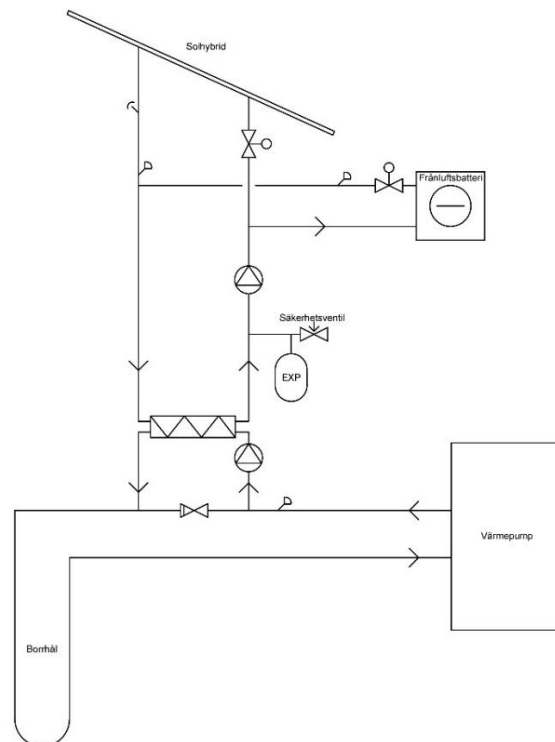 Solhybrid
Frånluftsbatteri
Säkerhetsventil
EXP
Värmepump
Borrhål